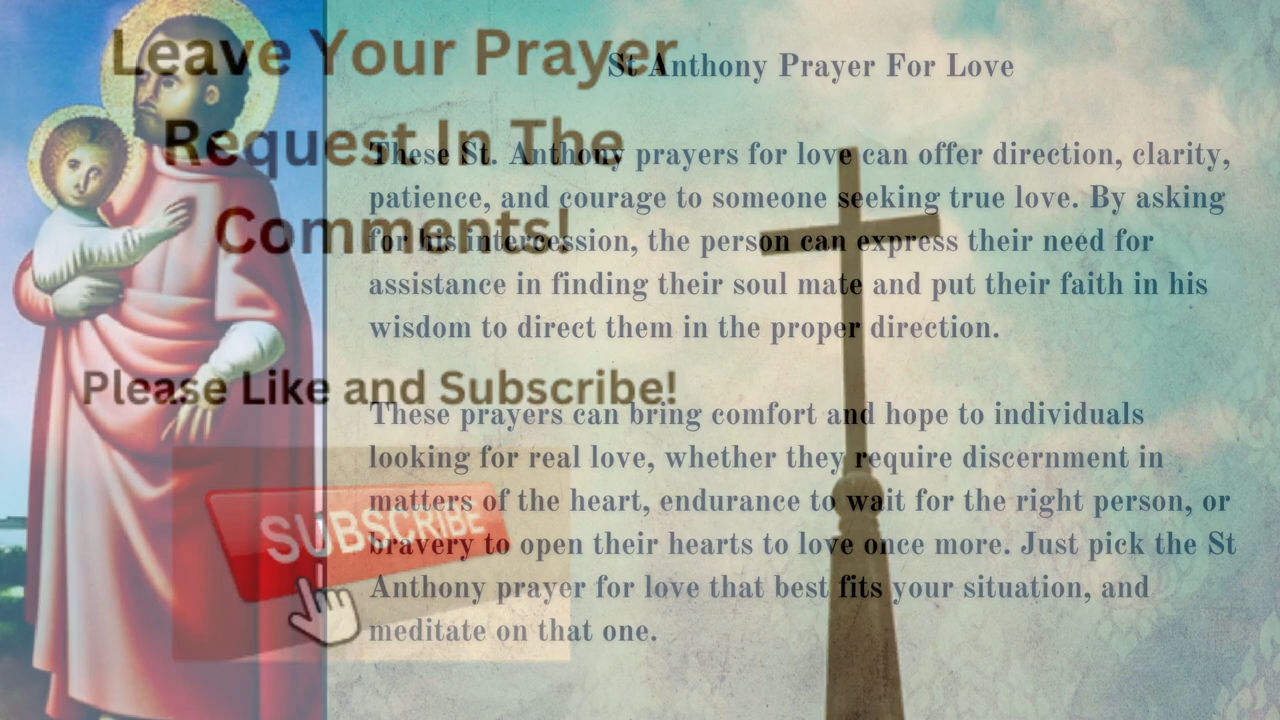 Leave Your Prayer
Request In The
Comments!
Please Like and Subscribe!
SUBSCRIBE
St Anthony Prayer For Love
These St. Anthony prayers for love can offer direction, clarity,
patience, and courage to someone seeking true love. By asking
for his intercession, the person can express their need for
assistance in finding their soul mate and put their faith in his
wisdom to direct them in the proper direction.
These prayers can bring comfort and hope to individuals
looking for real love, whether they require discernment in
matters of the heart, endurance to wait for the right person, or
bravery to open their hearts to love once more. Just pick the St
Anthony prayer for love that best fits your situation, and
meditate on that one.